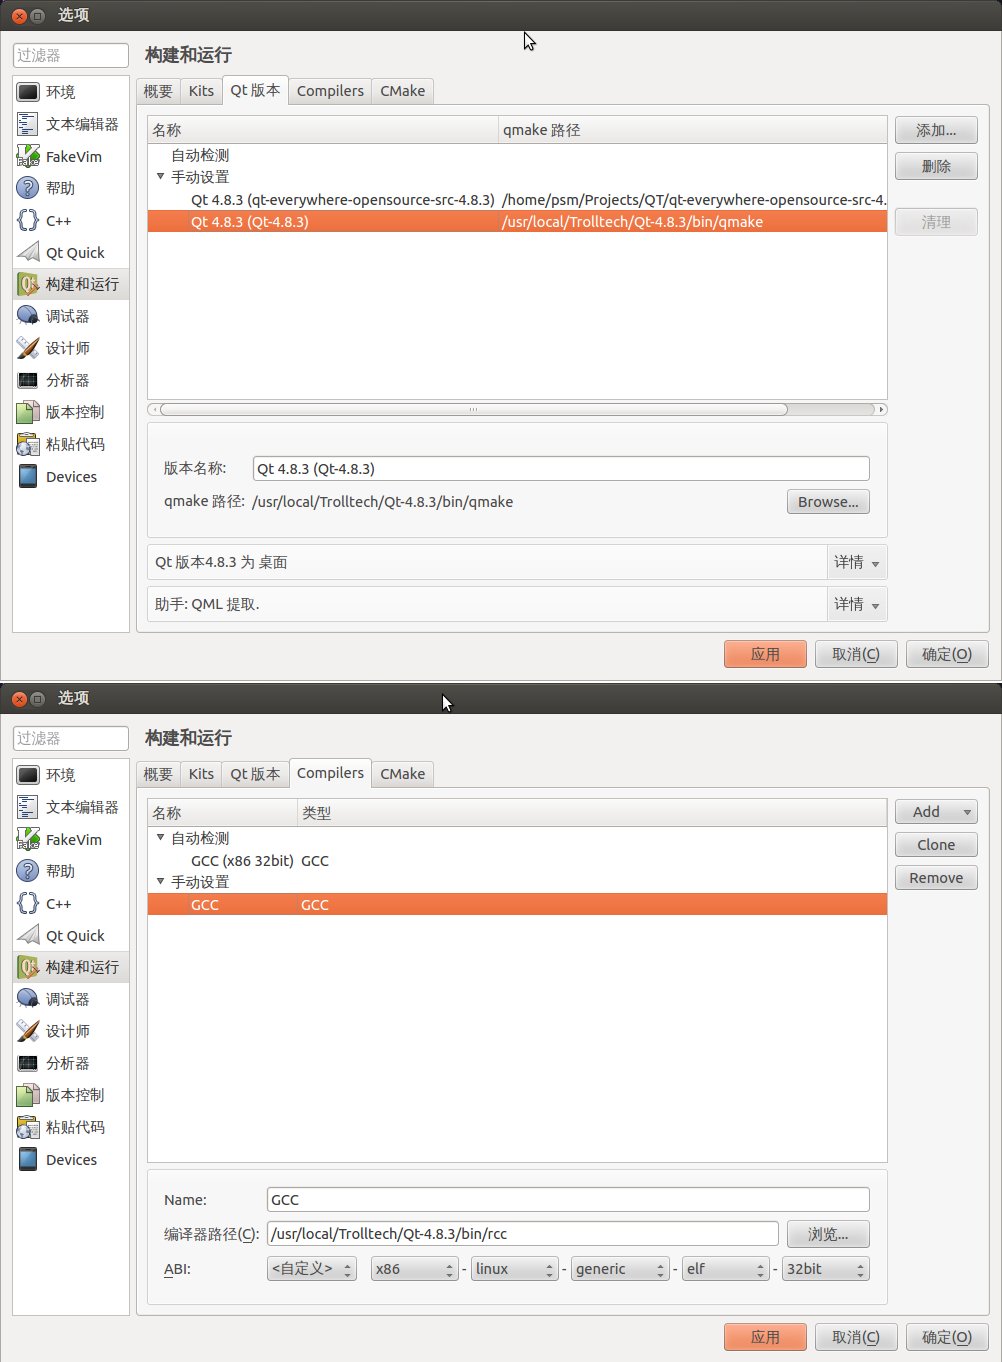 选项
过滤器
构建和运行
环境
文本编辑器
FakeVim
帮助
C++
Qt Quick
构建和运行
调试器
设计师
分析器
版本控制
粘贴代码
Devices
概要 Kits Qt 版本 Compilers CMake
名称 qmake 路径
自动检测
手动设置
Qt 4.8.3 (qt-everywhere-opensource-src-4.8.3) /home/psm/Projects/QT/qt-everywhere-opensource-src-4.
Qt 4.8.3 (Qt-4.8.3) /usr/local/Trolltech/Qt-4.8.3/bin/qmake
添加...
删除
清理
版本名称: Qt 4.8.3 (Qt-4.8.3)
qmake 路径: /usr/local/Trolltech/Qt-4.8.3/bin/qmake Browse...
Qt 版本4.8.3 为 桌面 详情
助手: QML 提取. 详情
应用 取消(C) 确定(O)
选项
过滤器
构建和运行
环境
文本编辑器
FakeVim
帮助
C++
Qt Quick
构建和运行
调试器
设计师
分析器
版本控制
粘贴代码
Devices
概要 Kits Qt 版本 Compilers CMake
名称 类型
自动检测
GCC (x86 32bit) GCC
手动设置
GCC GCC
Add
Clone
Remove
Name: GCC
编译器路径(C): /usr/local/Trolltech/Qt-4.8.3/bin/rcc 浏览...
ABI: <自定义> x86 - linux - generic - elf - 32bit
应用 取消(C) 确定(O)